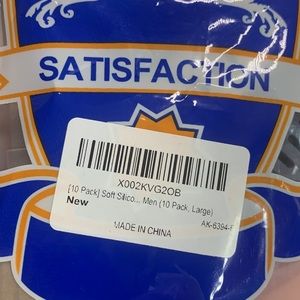 SATISFACTION
X002KVG2OB
[10 Pack] Soft Silico... Men (10 Pack, Large)
New
AK-6394-F
MADE IN CHINA